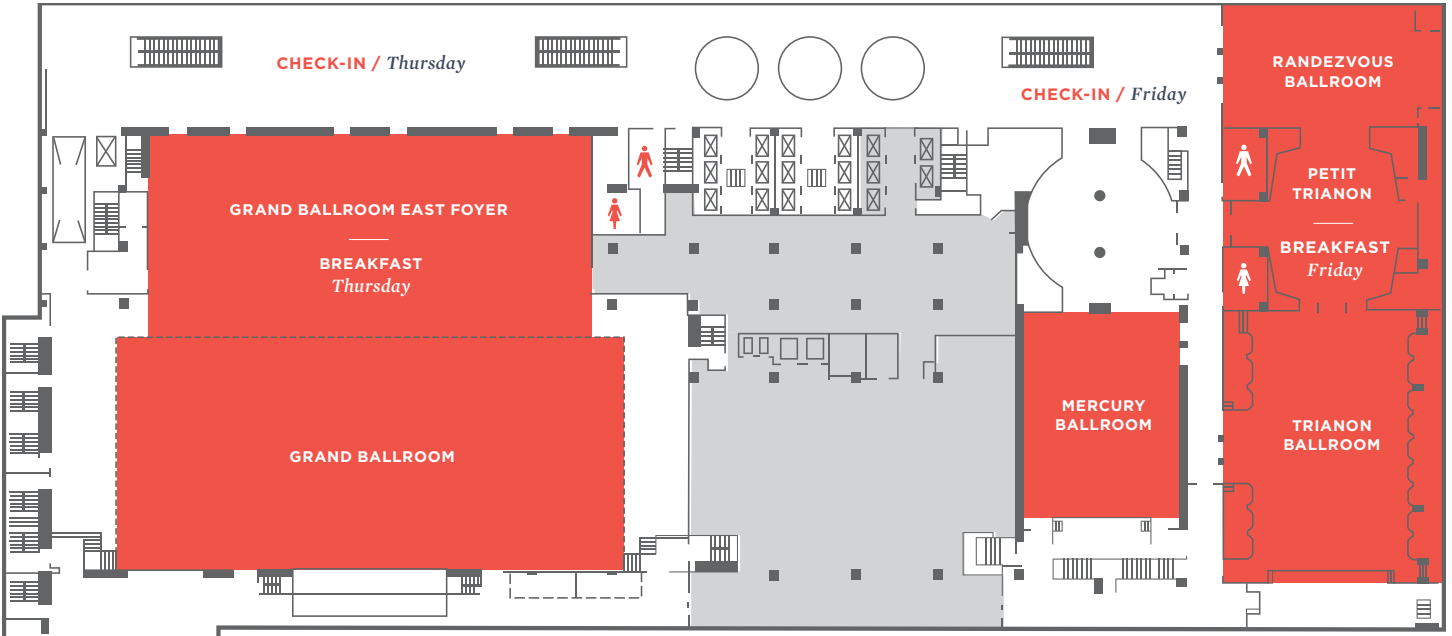 CHECK-IN / Thursday
CHECK-IN / Friday
RANDEZVOUS
BALLROOM
GRAND BALLROOM EAST FOYER
BREAKFAST
Thursday
PETIT
TRIANON
BREAKFAST
Friday
GRAND BALLROOM
MERCURY
BALLROOM
TRIANON
BALLROOM